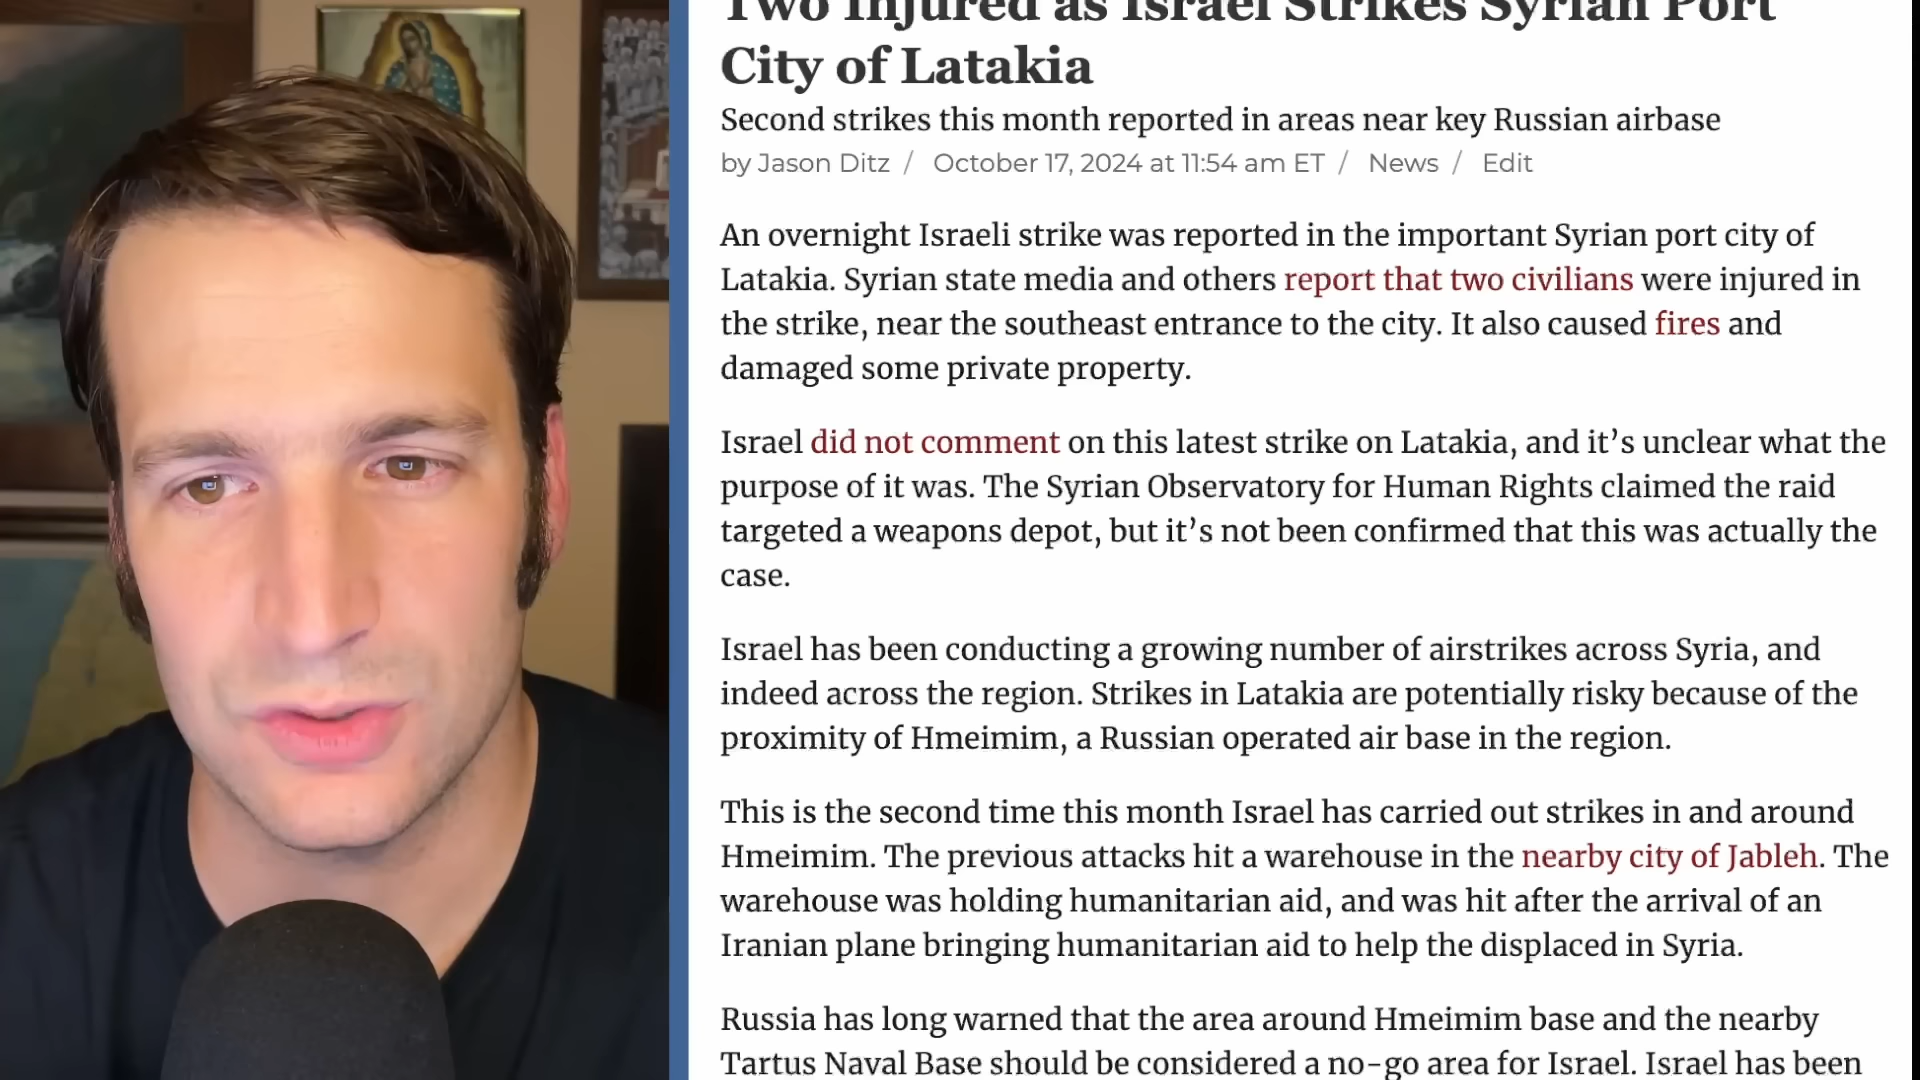 Two Injured as Israel Strikes Syrian Port
City of Latakia
Second strikes this month reported in areas near key Russian airbase
by Jason Ditz / October 17, 2024 at 11:54 am ET / News / Edit
An overnight Israeli strike was reported in the important Syrian port city of
Latakia. Syrian state media and others report that two civilians were injured in
the strike, near the southeast entrance to the city. It also caused fires and
damaged some private property.
Israel did not comment on this latest strike on Latakia, and it’s unclear what the
purpose of it was. The Syrian Observatory for Human Rights claimed the raid
targeted a weapons depot, but it’s not been confirmed that this was actually the
case.
Israel has been conducting a growing number of airstrikes across Syria, and
indeed across the region. Strikes in Latakia are potentially risky because of the
proximity of Hmeimim, a Russian operated air base in the region.
This is the second time this month Israel has carried out strikes in and around
Hmeimim. The previous attacks hit a warehouse in the nearby city of Jableh. The
warehouse was holding humanitarian aid, and was hit after the arrival of an
Iranian plane bringing humanitarian aid to help the displaced in Syria.
Russia has long warned that the area around Hmeimim base and the nearby
Tartus Naval Base should be considered a no-go area for Israel. Israel has been